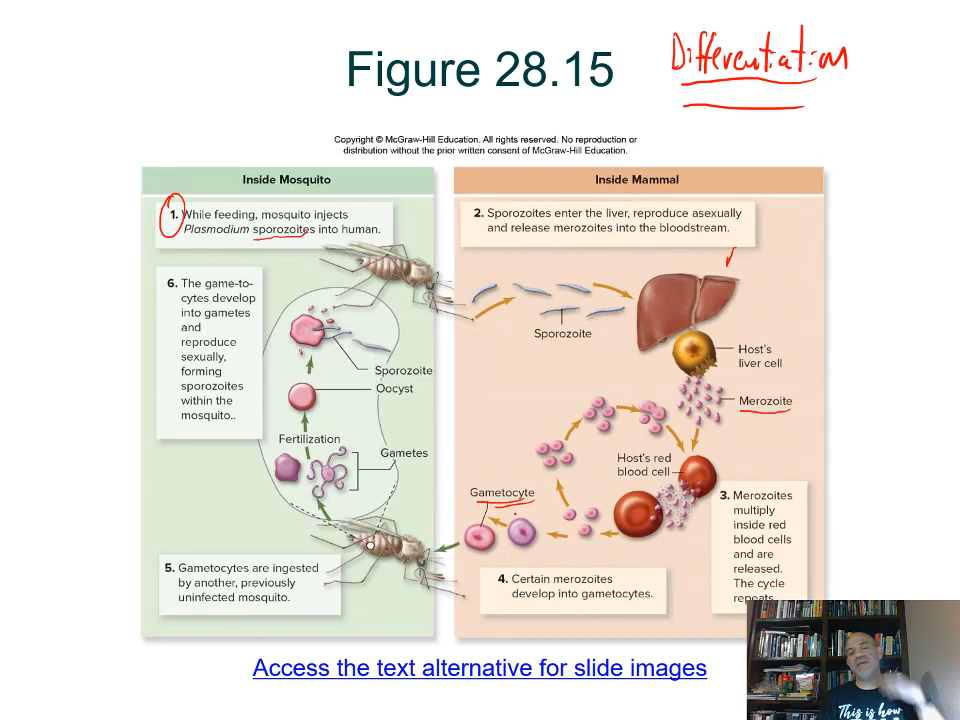 Figure 28.15
Differentiation
Copyright © McGraw-Hill Education. All rights reserved. No reproduction or
distribution without the prior written consent of McGraw-Hill Education.
Inside Mosquito
1. While feeding, mosquito injects
Plasmodium sporozoites into human.
6. The game-to-
cytes develop
into gametes
and
reproduce
sexually,
forming
sporozoites
within the
mosquito..
Sporozoite
Oocyst
Fertilization
Gametes
5. Gametocytes are ingested
by another, previously
uninfected mosquito.
Inside Mammal
2. Sporozoites enter the liver, reproduce asexually
and release merozoites into the bloodstream.
Sporozoite
Host's
liver cell
Merozoite
Host's red
blood cell
Gametocyte
3. Merozoites
multiply
inside red
blood cells
and are
released.
The cycle
repeats
4. Certain merozoites
develop into gametocytes.
Access the text alternative for slide images
This is how